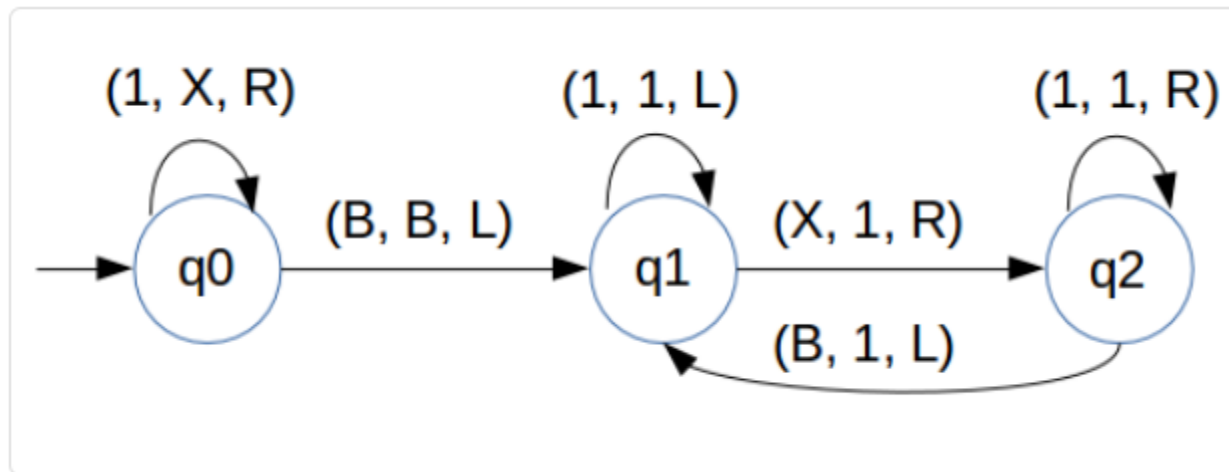 (1, X, R) (1, 1, L) (1, 1, R)
(B, B, L) (X, 1, R)
q0 q1 q2
(B, 1, L)